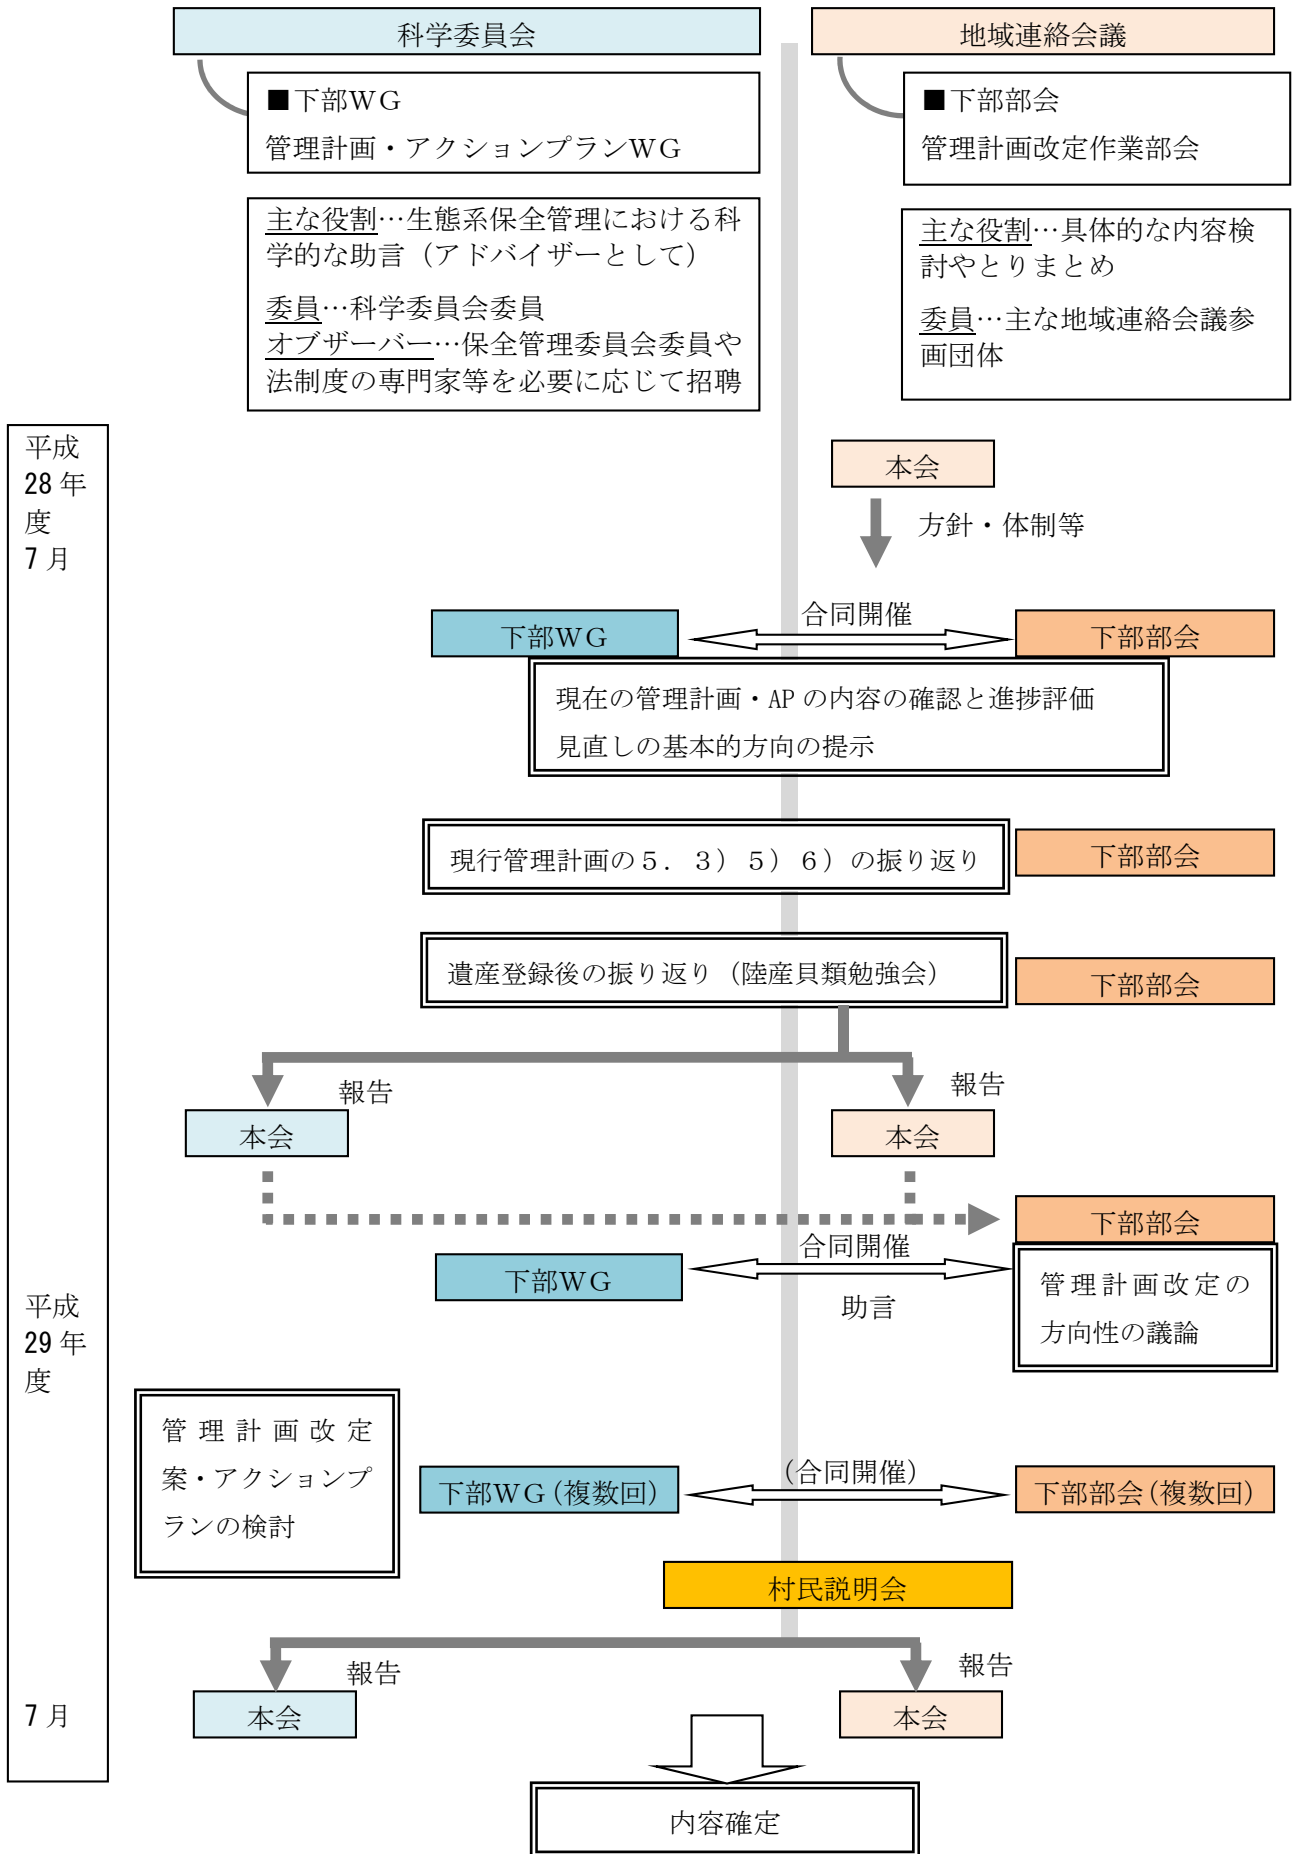 科学委員会
地域連絡会議
■下部ＷＧ
管理計画・アクションプランＷＧ
■下部部会
管理計画改定作業部会
主な役割…生態系保全管理における科
学的な助言（アドバイザーとして）
委員…科学委員会委員
オブザーバー…保全管理委員会委員や
法制度の専門家等を必要に応じて招聘
主な役割…具体的な内容検
討やとりまとめ
委員…主な地域連絡会議参
画団体
平成
28 年
度
7 月
本会
方針・体制等
合同開催
下部ＷＧ
下部部会
現在の管理計画・AP の内容の確認と進捗評価
見直しの基本的方向の提示
現行管理計画の５．３）５）６）の振り返り
下部部会
遺産登録後の振り返り（陸産貝類勉強会）
下部部会
報告
報告
本会
本会
下部部会
合同開催
下部ＷＧ
助言
管理計画改定の
方向性の議論
平成
29 年
度
管理計画改定
案・アクションプ
ランの検討
（合同開催）
下部ＷＧ（複数回）
下部部会（複数回）
村民説明会
報告
報告
7 月
本会
本会
内容確定